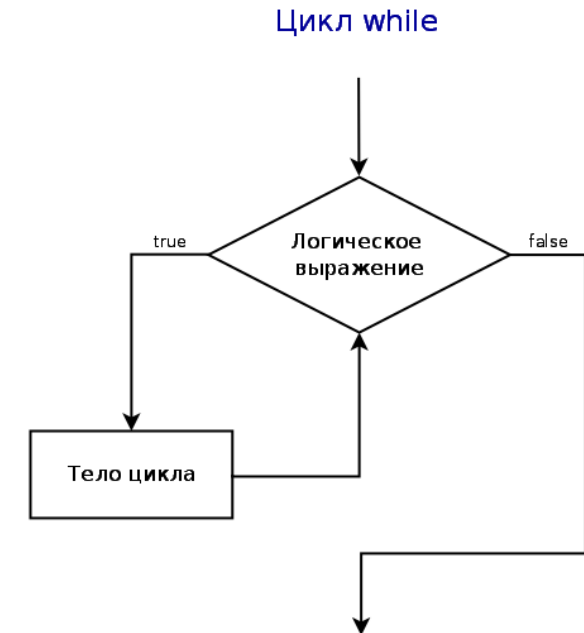 Цикл while
true
Логическое
выражение
false
Тело цикла